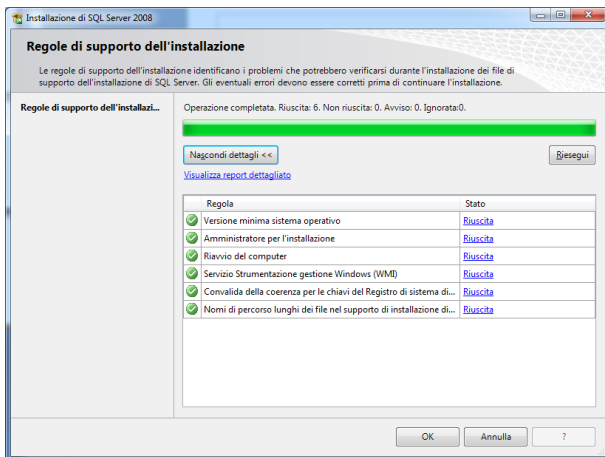 Installazione di SQL Server 2008
Regole di supporto dell'installazione
Le regole di supporto dell'installazione identificano i problemi che potrebbero verificarsi durante l'installazione dei file di
supporto dell'installazione di SQL Server. Gli eventuali errori devono essere corretti prima di continuare l'installazione.
Regole di supporto dell'installazi...
Operazione completata. Riuscita: 6. Non riuscita: 0. Avviso: 0. Ignorata:0.
Nascondi dettagli <<
Riesegui
Visualizza report dettagliato
Regola Stato
Versione minima sistema operativo Riuscita
Amministratore per l'installazione Riuscita
Riavvio del computer Riuscita
Servizio Strumentazione gestione Windows (WMI) Riuscita
Convalida della coerenza per le chiavi del Registro di sistema di... Riuscita
Nomi di percorso lunghi dei file nel supporto di installazione di... Riuscita
OK Annulla ?